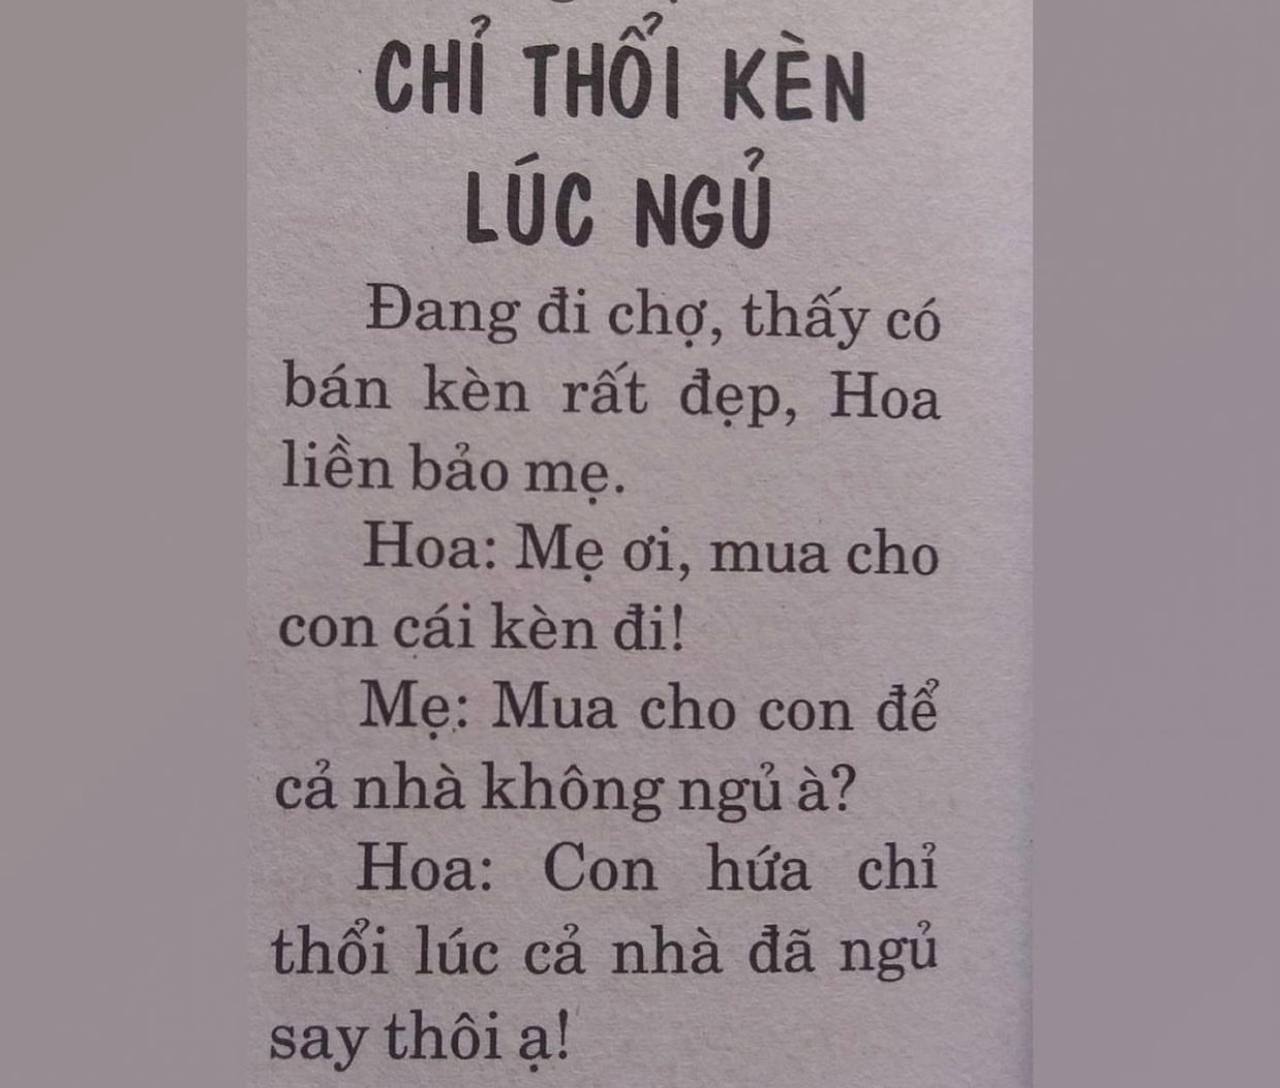 CHỈ THỔI KÈN
LÚC NGỦ
Đang đi chợ, thấy có
bán kèn rất đẹp, Hoa
liền bảo mẹ.
Hoa: Mẹ ơi, mua cho
con cái kèn đi!
Mẹ: Mua cho con để
cả nhà không ngủ à?
Hoa: Con hứa chỉ
thổi lúc cả nhà đã ngủ
say thôi ạ!